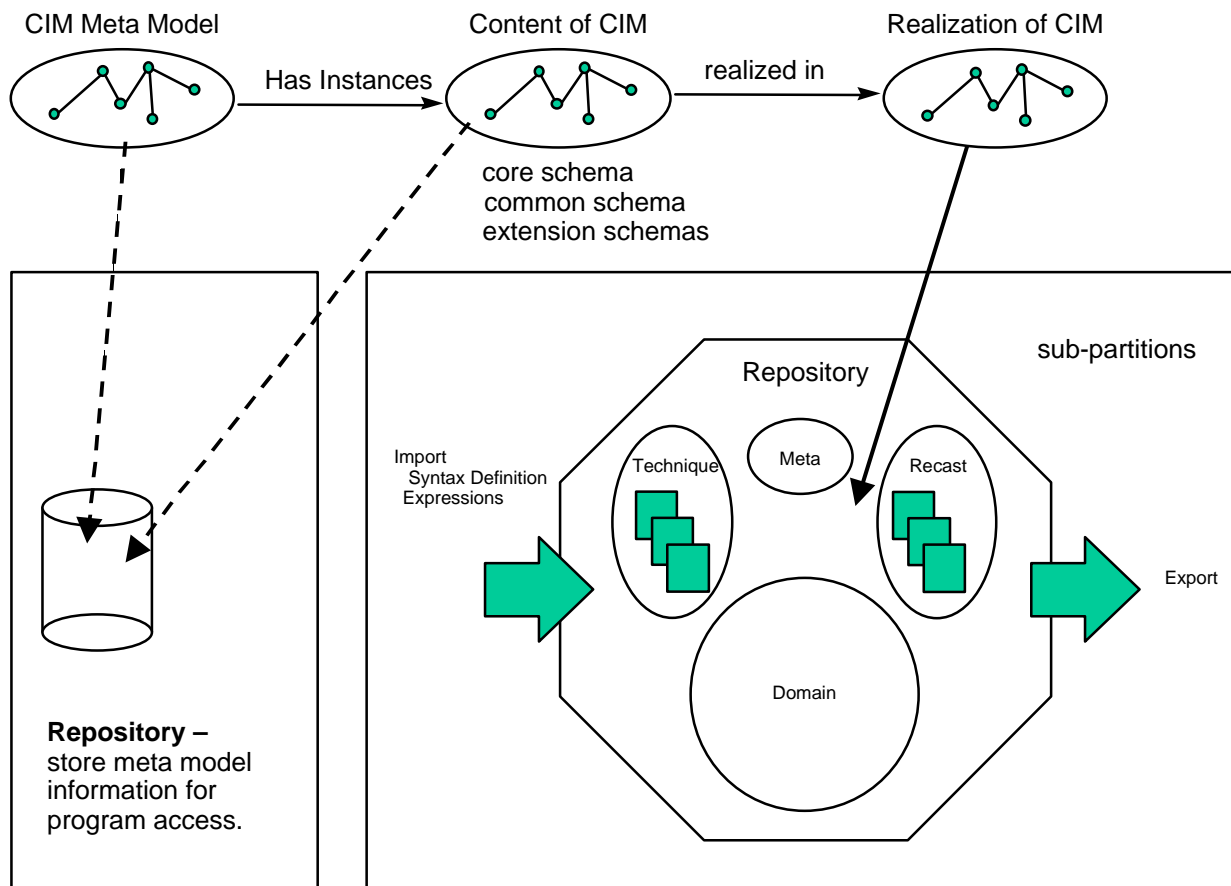 CIM Meta Model
Content of CIM
Realization of CIM
Has Instances
realized in
core schema
common schema
extension schemas
sub-partitions
Repository
Import
Syntax Definition
Expressions
Technique
Meta
Recast
Export
Domain
Repository –
store meta model
information for
program access.